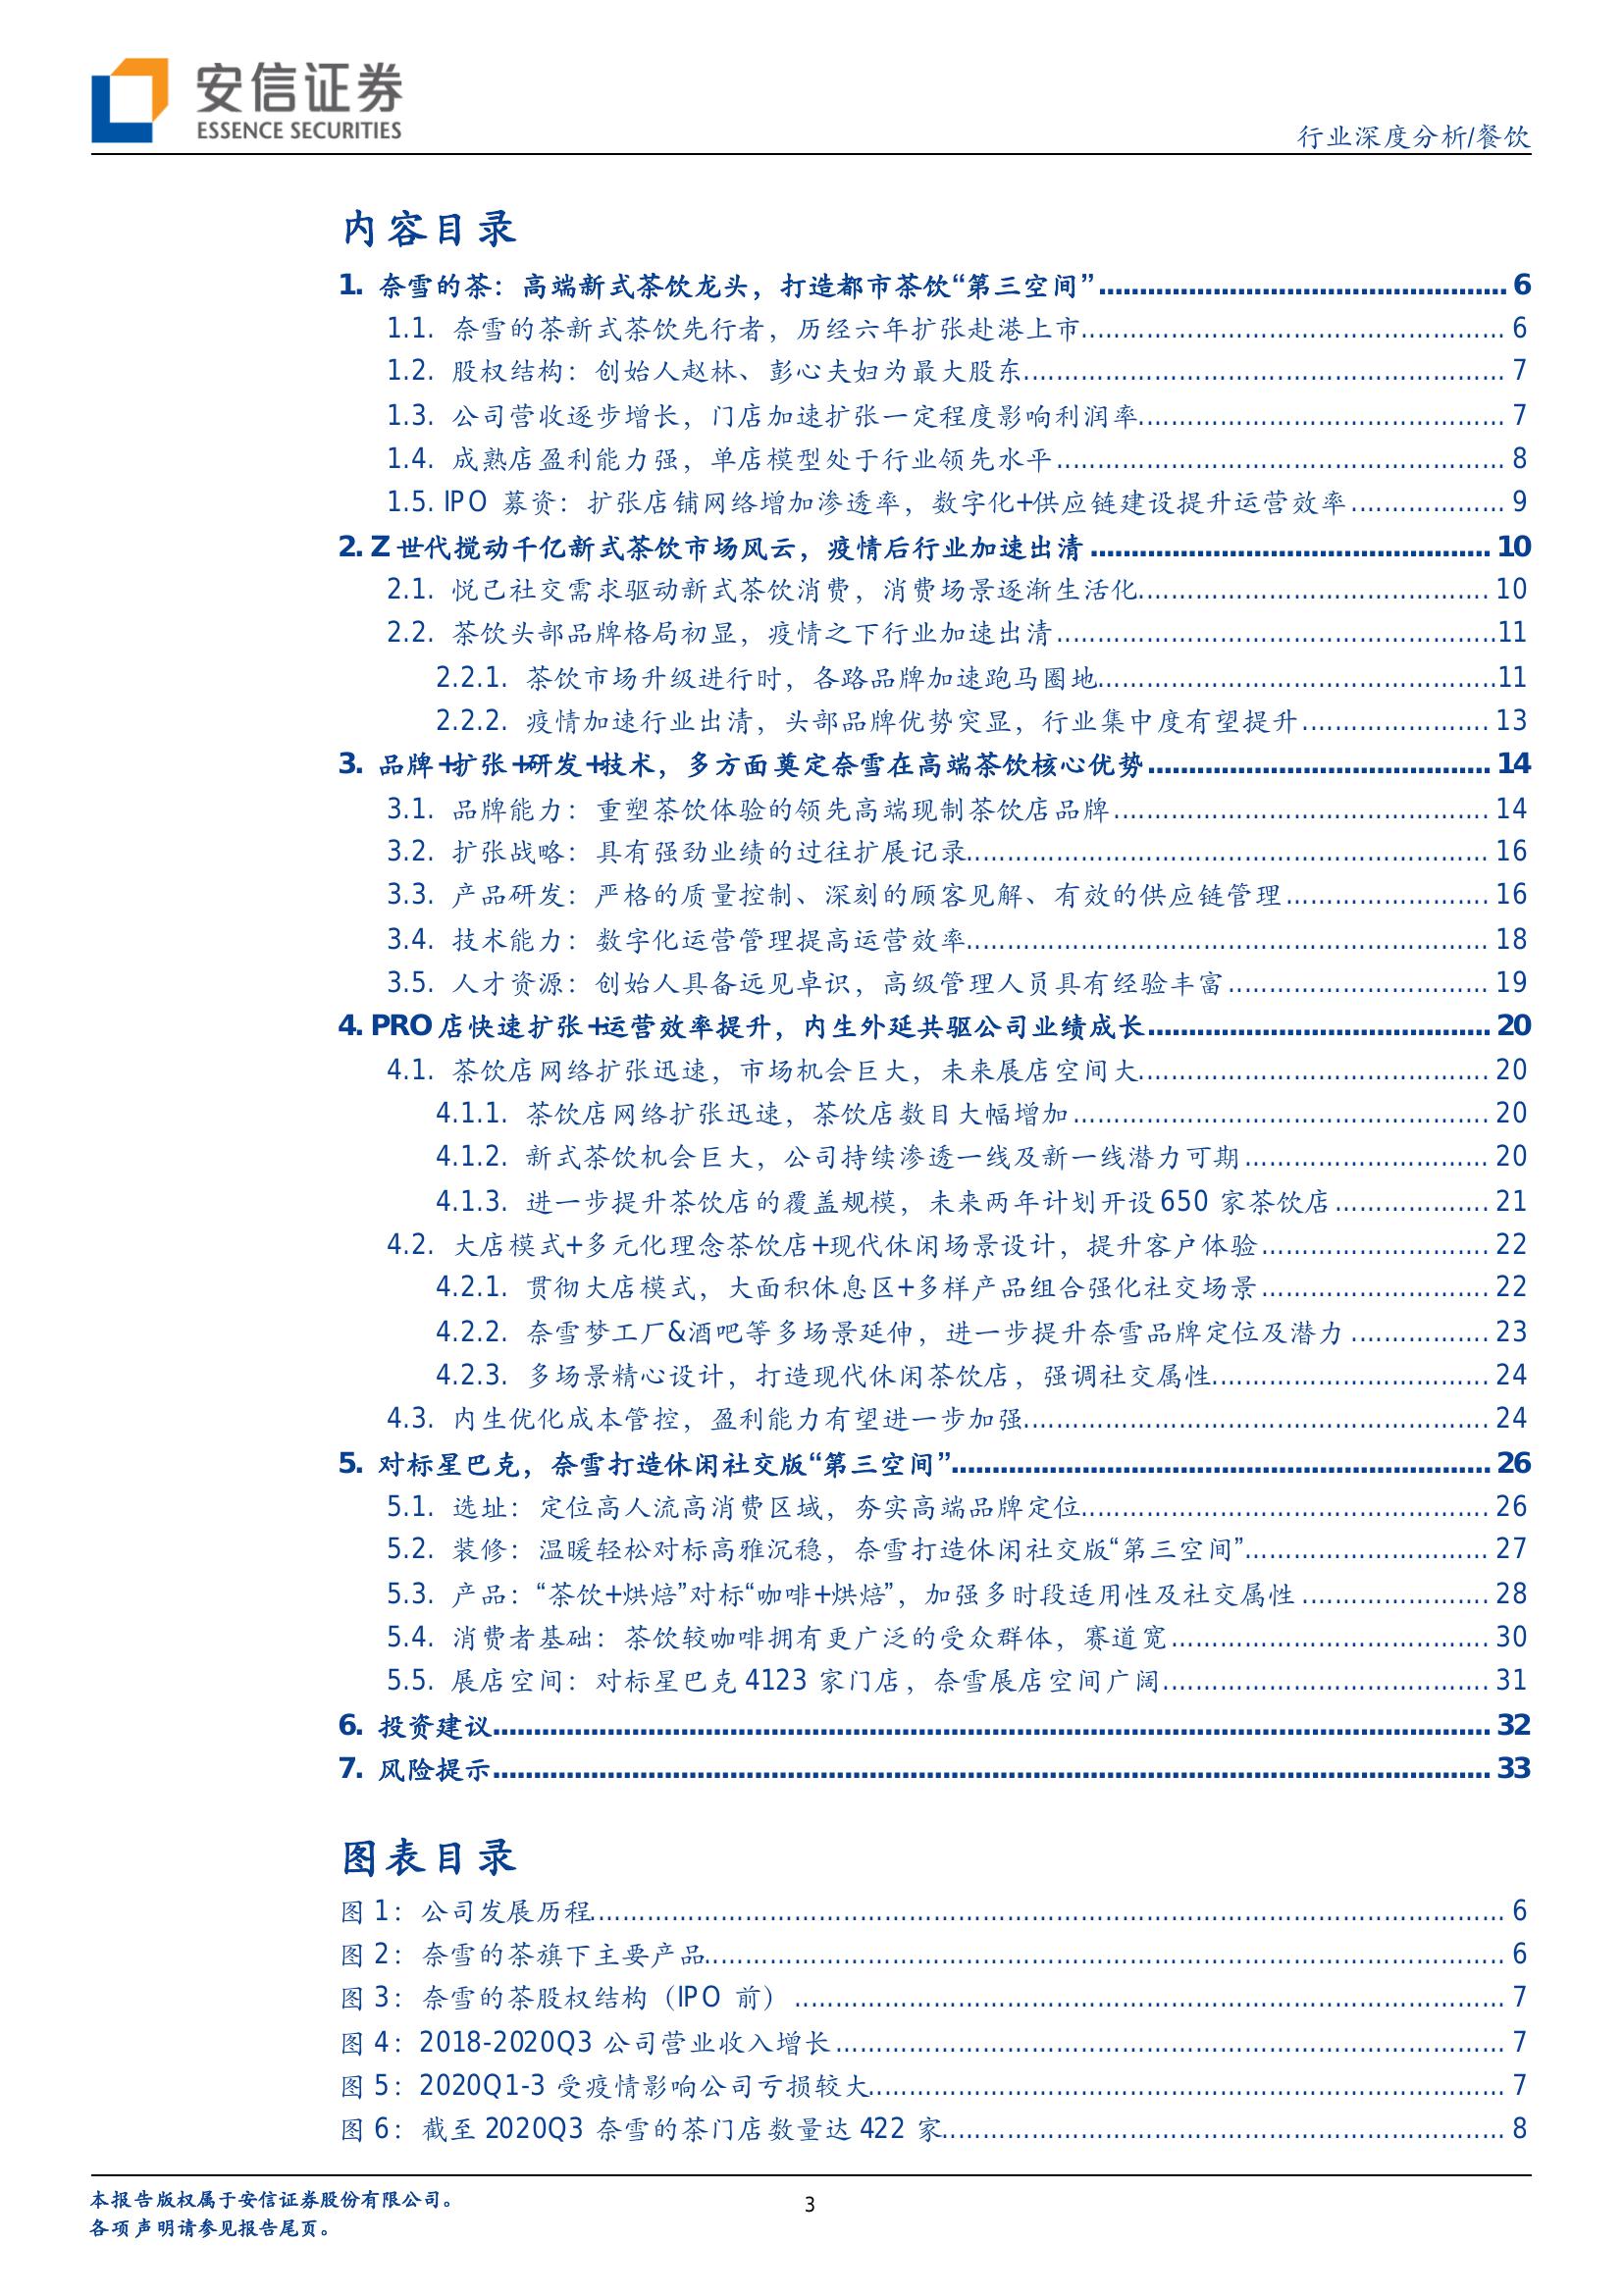 安信证券
ESSENCE SECURITIES
行业深度分析/餐饮
内容目录
1. 奈雪的茶：高端新式茶饮龙头，打造都市茶饮“第三空间”........................ 6
1.1. 奈雪的茶新式茶饮先行者，历经六年扩张赴港上市........................ 6
1.2. 股权结构：创始人赵林、彭心夫妇为最大股东........................ 7
1.3. 公司营收逐步增长，门店加速扩张一定程度影响利润率........................ 7
1.4. 成熟店盈利能力强，单店模型处于行业领先水平........................ 8
1.5. IPO 募资：扩张店铺网络增加渗透率，数字化+供应链建设提升运营效率........................ 9
2. Z 世代搅动千亿新式茶饮市场风云，疫情后行业加速出清........................ 10
2.1. 悦己社交需求驱动新式茶饮消费，消费场景逐渐生活化........................ 10
2.2. 茶饮头部品牌格局初显，疫情之下行业加速出清........................ 11
2.2.1. 茶饮市场升级进行时，各路品牌加速跑马圈地........................ 11
2.2.2. 疫情加速行业出清，头部品牌优势突显，行业集中度有望提升........................ 13
3. 品牌+扩张+研发+技术，多方面奠定奈雪在高端茶饮核心优势........................ 14
3.1. 品牌能力：重塑茶饮体验的领先高端现制茶饮店品牌........................ 14
3.2. 扩张战略：具有强劲业绩的过往扩展记录........................ 16
3.3. 产品研发：严格的质量控制、深刻的顾客见解、有效的供应链管理........................ 16
3.4. 技术能力：数字化运营管理提高运营效率........................ 18
3.5. 人才资源：创始人具备远见卓识，高级管理人员具有经验丰富........................ 19
4. PRO 店快速扩张+运营效率提升，内生外延共驱公司业绩成长........................ 20
4.1. 茶饮店网络扩张迅速，市场机会巨大，未来展店空间大........................ 20
4.1.1. 茶饮店网络扩张迅速，茶饮店数目大幅增加........................ 20
4.1.2. 新式茶饮机会巨大，公司持续渗透一线及新一线潜力可期........................ 20
4.1.3. 进一步提升茶饮店的覆盖规模，未来两年计划开设 650 家茶饮店........................ 21
4.2. 大店模式+多元化理念茶饮店+现代休闲场景设计，提升客户体验........................ 22
4.2.1. 贯彻大店模式，大面积休息区+多样产品组合强化社交场景........................ 22
4.2.2. 奈雪梦工厂&酒吧等多场景延伸，进一步提升奈雪品牌定位及潜力........................ 23
4.2.3. 多场景精心设计，打造现代休闲茶饮店，强调社交属性........................ 24
4.3. 内生优化成本管控，盈利能力有望进一步加强........................ 24
5. 对标星巴克，奈雪打造休闲社交版“第三空间”........................ 26
5.1. 选址：定位高人流高消费区域，夯实高端品牌定位........................ 26
5.2. 装修：温暖轻松对标高雅沉稳，奈雪打造休闲社交版“第三空间”........................ 27
5.3. 产品：“茶饮+烘焙”对标“咖啡+烘焙”，加强多时段适用性及社交属性........................ 28
5.4. 消费者基础：茶饮较咖啡拥有更广泛的受众群体，赛道宽........................ 30
5.5. 展店空间：对标星巴克 4123 家门店，奈雪展店空间广阔........................ 31
6. 投资建议........................ 32
7. 风险提示........................ 33
图表目录
图 1：公司发展历程........................ 6
图 2：奈雪的茶旗下主要产品........................ 6
图 3：奈雪的茶股权结构（IPO 前）........................ 7
图 4：2018-2020Q3 公司营业收入增长........................ 7
图 5：2020Q1-3 受疫情影响公司亏损较大........................ 7
图 6：截至 2020Q3 奈雪的茶门店数量达 422 家........................ 8
本报告版权属于安信证券股份有限公司。
各项声明请参见报告尾页。
3